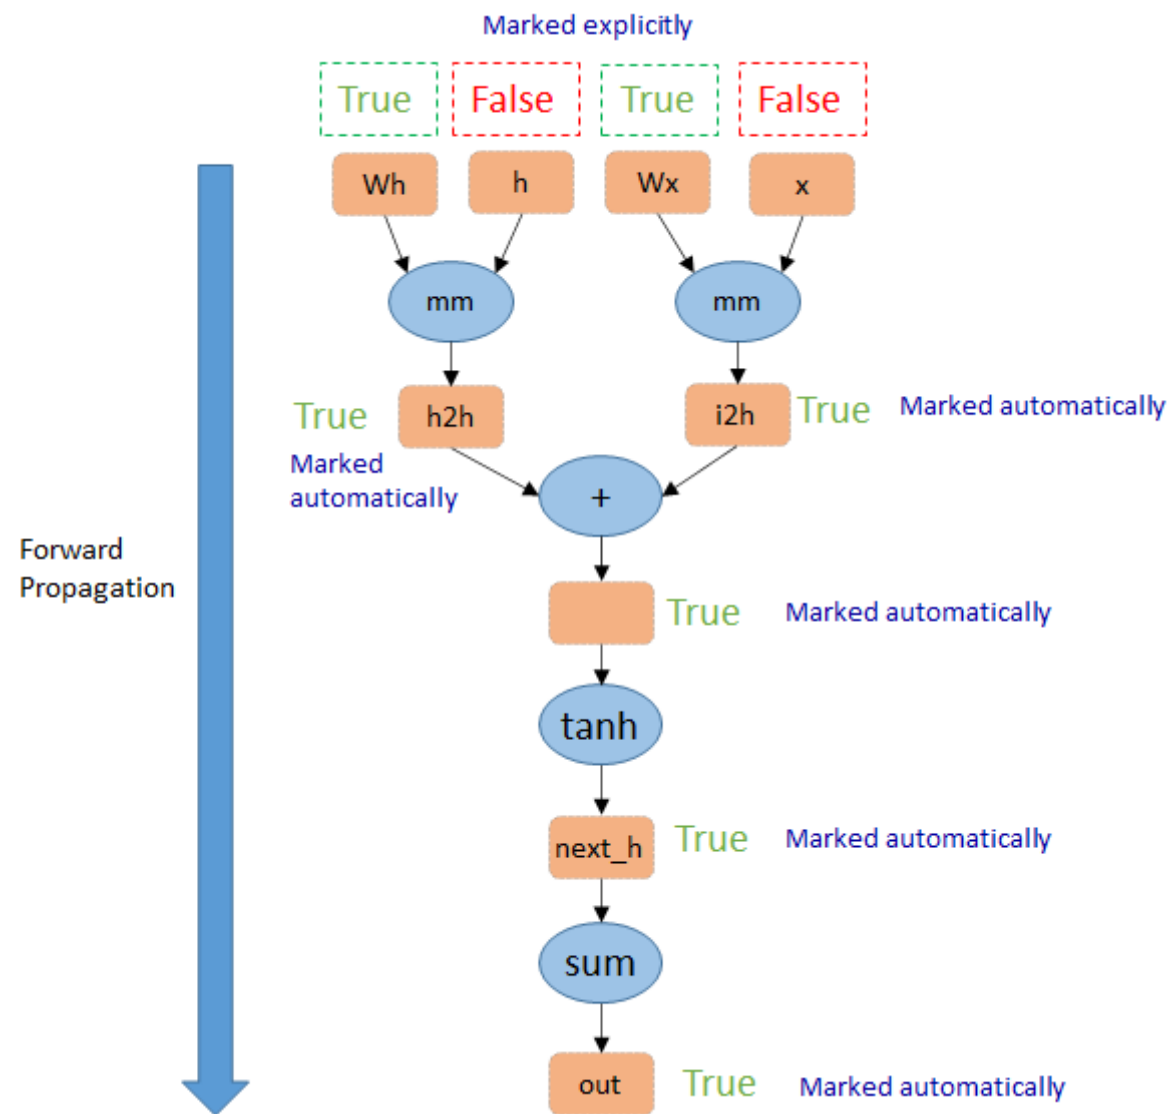 Marked explicitly
True False True False
Wh h Wx x
mm mm
True h2h i2h True Marked automatically
Marked
automatically
+
Forward
Propagation
True Marked automatically
tanh
next_h True Marked automatically
sum
out True Marked automatically